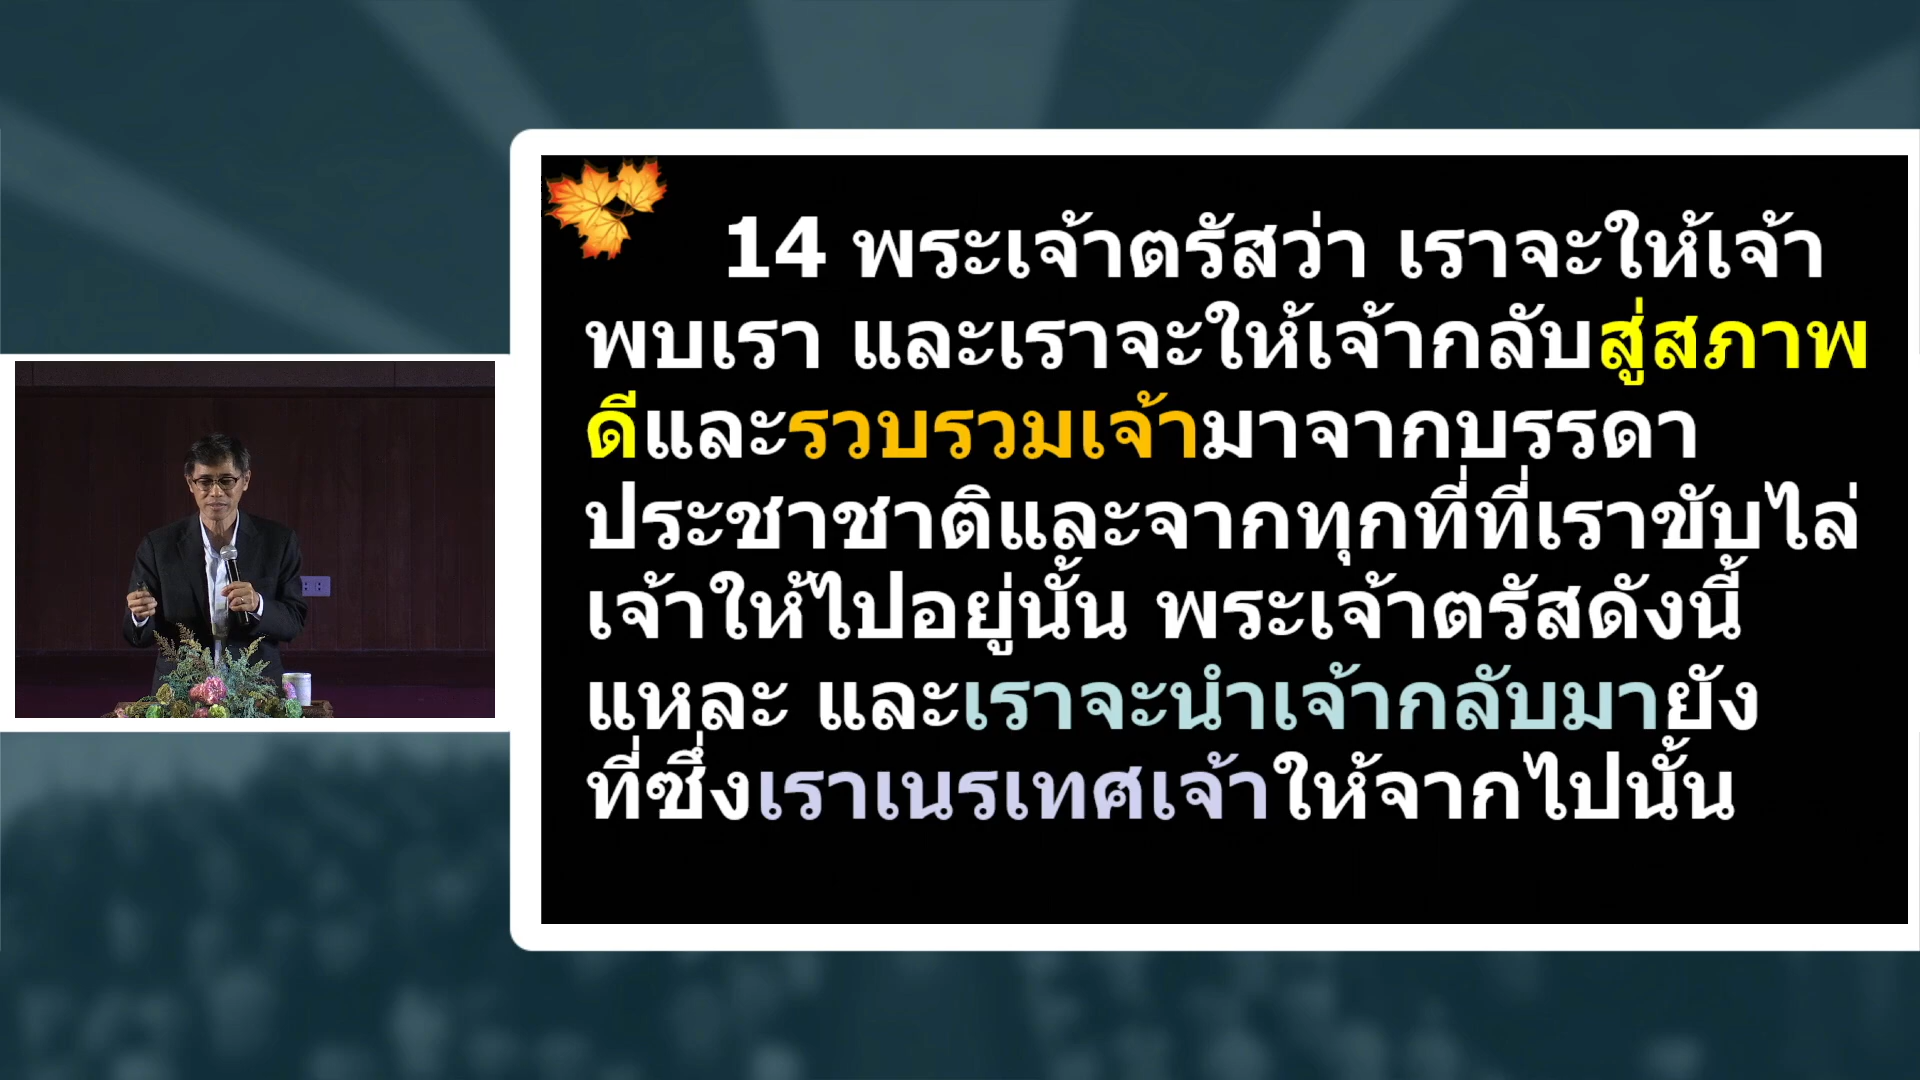 14 พระเจ้าตรัสว่า เราจะให้เจ้า
พบเรา และเราจะให้เจ้ากลับสู่สภาพ
ดีและรวบรวมเจ้ามาจากบรรดา
ประชาชาติและจากทุกที่ที่เราขับไล่
เจ้าให้ไปอยู่นั้น พระเจ้าตรัสดังนี้
แหละ และเราจะนำเจ้ากลับมายัง
ที่ซึ่งเราเนรเทศเจ้าให้จากไปนั้น